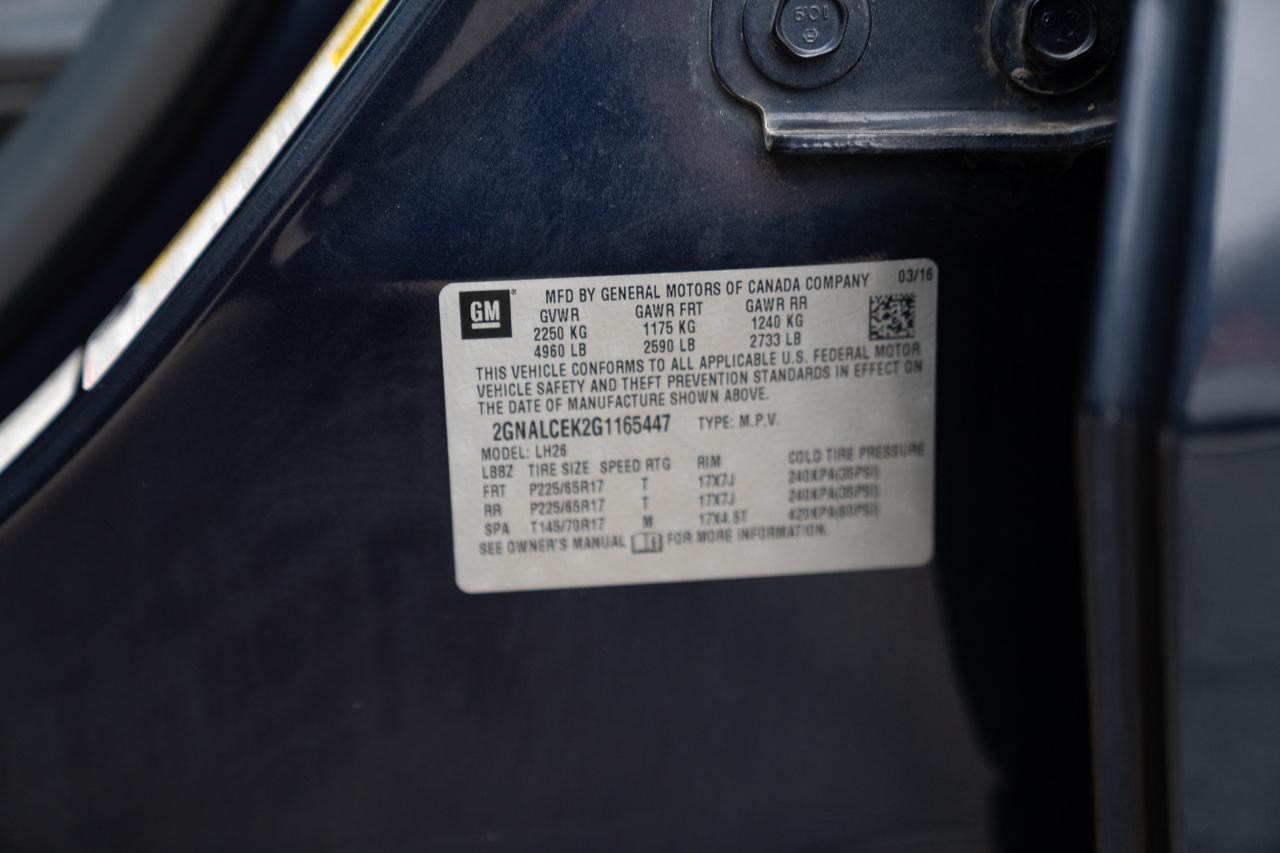 10.9
GM
MFD BY GENERAL MOTORS OF CANADA COMPANY 03/16
GVWR GAWR FRT GAWR RR
2250 KG 1175 KG 1240 KG
4960 LB 2590 LB 2733 LB
THIS VEHICLE CONFORMS TO ALL APPLICABLE U.S. FEDERAL MOTOR
VEHICLE SAFETY AND THEFT PREVENTION STANDARDS IN EFFECT ON
THE DATE OF MANUFACTURE SHOWN ABOVE.
2GNALCEK2G1165447 TYPE: M.P.V.
MODEL: LH26
LBBZ TIRE SIZE SPEED RTG RIM COLD TIRE PRESSURE
FRT P225/65R17 T 17X7J 240KPA(35PSI)
RR P225/65R17 T 17X7J 240KPA(35PSI)
SPA T145/70R17 M 17X4.5T 420KPA(60PSI)
SEE OWNER'S MANUAL FOR MORE INFORMATION.